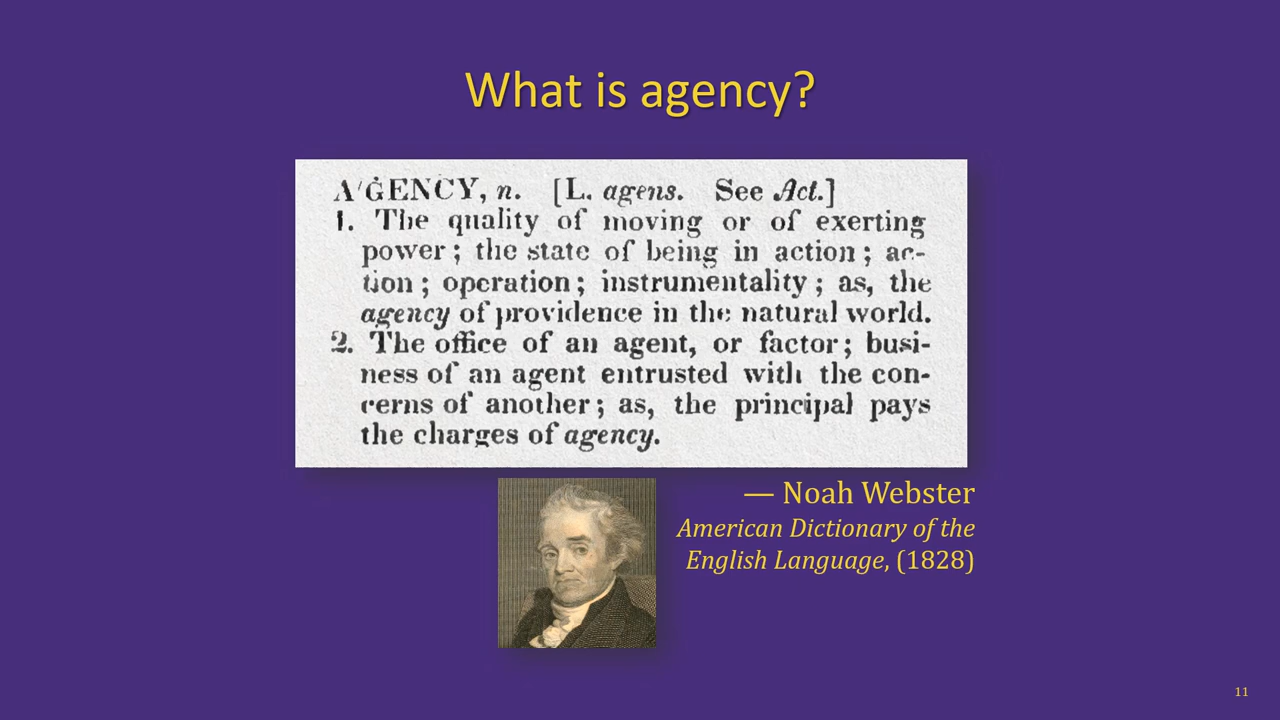 What is agency?
A'ĠENCY, n. [L. agens. See Act.]
1. The quality of moving or of exerting
power; the state of being in action; ac-
tion; operation; instrumentality; as, the
agency of providence in the natural world.
2. The office of an agent, or factor; busi-
ness of an agent entrusted with the con-
cerns of another; as, the principal pays
the charges of agency.
— Noah Webster
American Dictionary of the
English Language, (1828)
11